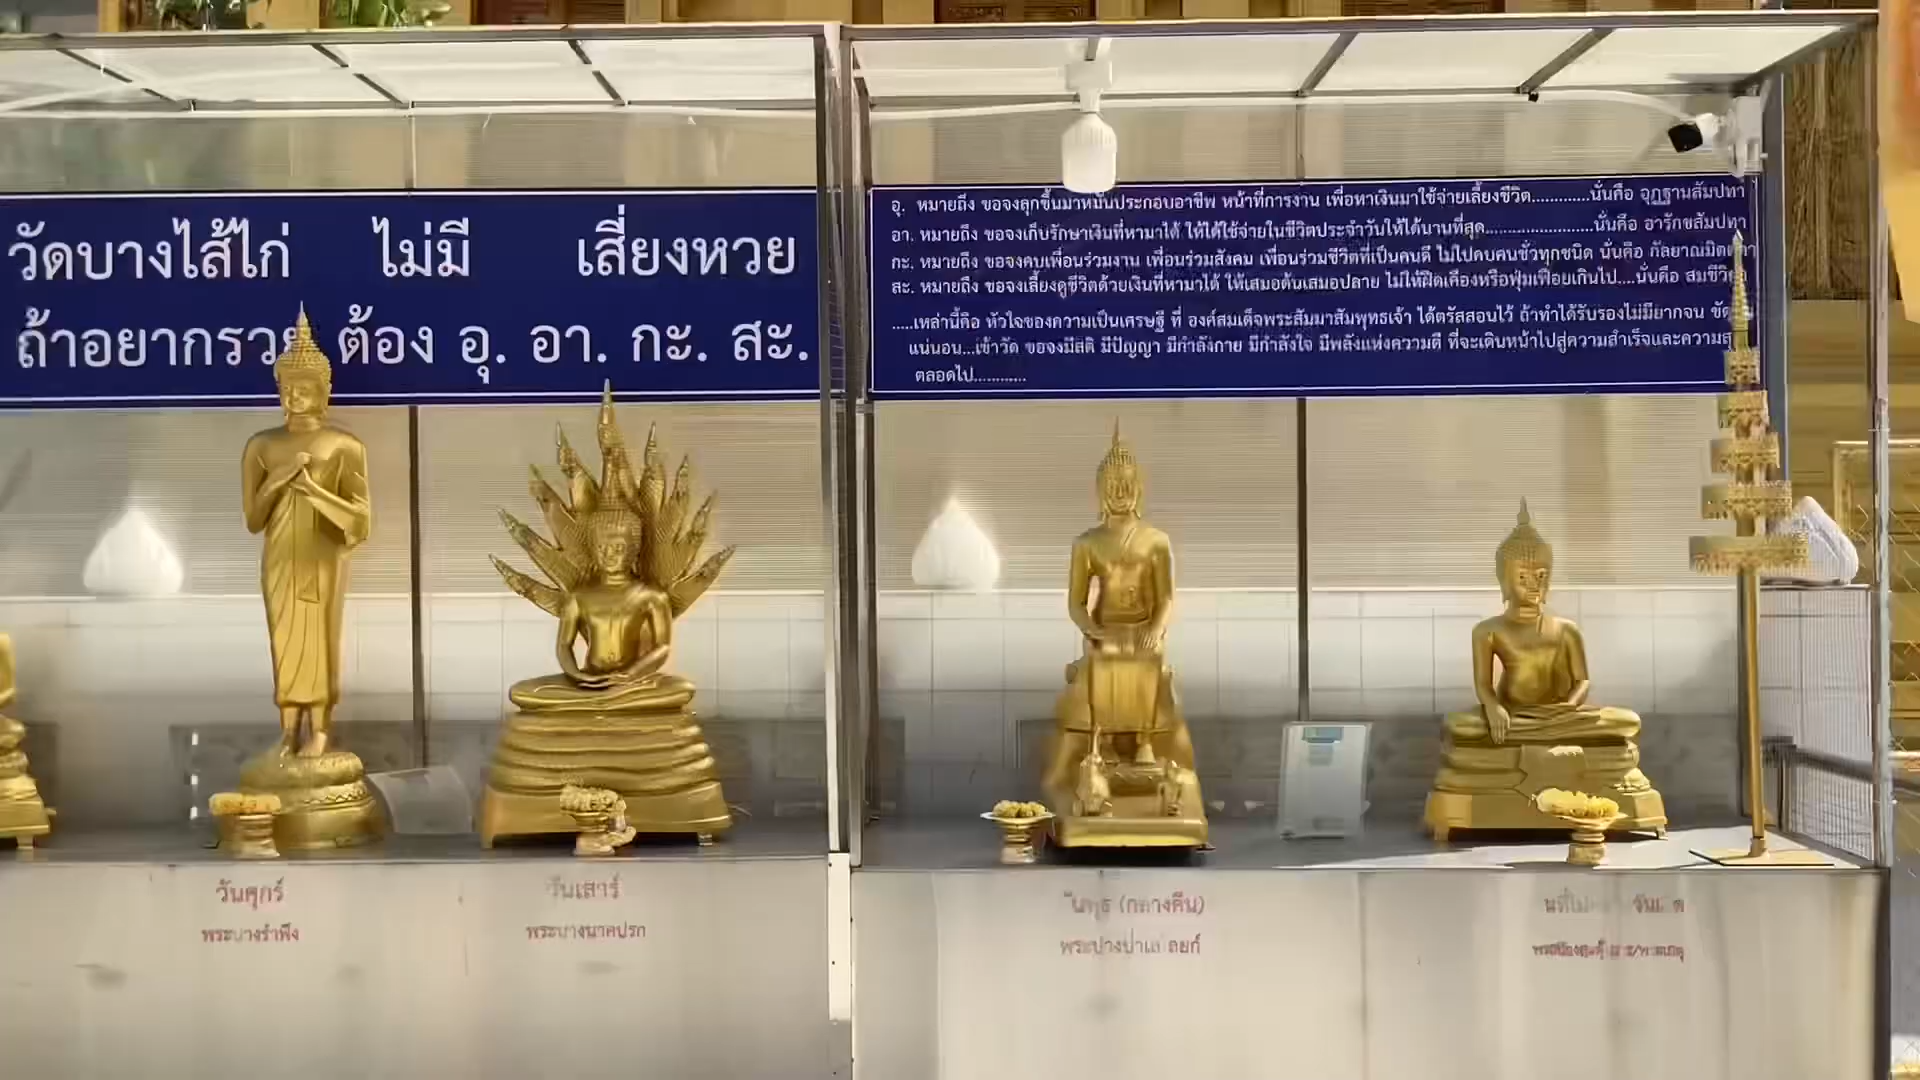 วัดบางไส้ไก่ ไม่มี เสี่ยงหวย
ถ้าอยากรวย ต้อง อุ. อา. กะ. สะ.
อุ. หมายถึง ขอจงลุกขึ้นมาหมั่นประกอบอาชีพ หน้าที่การงาน เพื่อหาเงินมาใช้จ่ายเลี้ยงชีวิต.............นั่นคือ อุฏฐานสัมปทา
อา. หมายถึง ขอจงเก็บรักษาเงินที่หามาได้ ให้ได้ใช้จ่ายในชีวิตประจำวันให้ได้นานที่สุด........................นั่นคือ อารักขสัมปทา
กะ. หมายถึง ขอจงคบเพื่อนร่วมงาน เพื่อนร่วมสังคม เพื่อนร่วมชีวิตที่เป็นคนดี ไม่ไปคบคนชั่วทุกชนิด นั่นคือ กัลยาณมิตตตา
สะ. หมายถึง ขอจงเลี้ยงดูชีวิตด้วยเงินที่หามาได้ ให้เสมอต้นเสมอปลาย ไม่ให้ฝืดเคืองหรือฟุ่มเฟือยเกินไป....นั่นคือ
.....เหล่านี้คือ หัวใจของความเป็นเศรษฐี ที่ องค์สมเด็จพระสัมมาสัมพุทธเจ้า ได้ตรัสสอนไว้ ถ้าทำได้รับรองไม่มียากจน
แน่นอน...เข้าวัด ขอจงมีสติ มีปัญญา มีกำลังกาย มีกำลังใจ มีพลังแห่งความดี ที่จะเดินหน้าไปสู่ความสำเร็จและ
ตลอดไป............
วันศุกร์
พระปางรำพึง
วันเสาร์
พระปางนาคปรก
(กลางคืน)